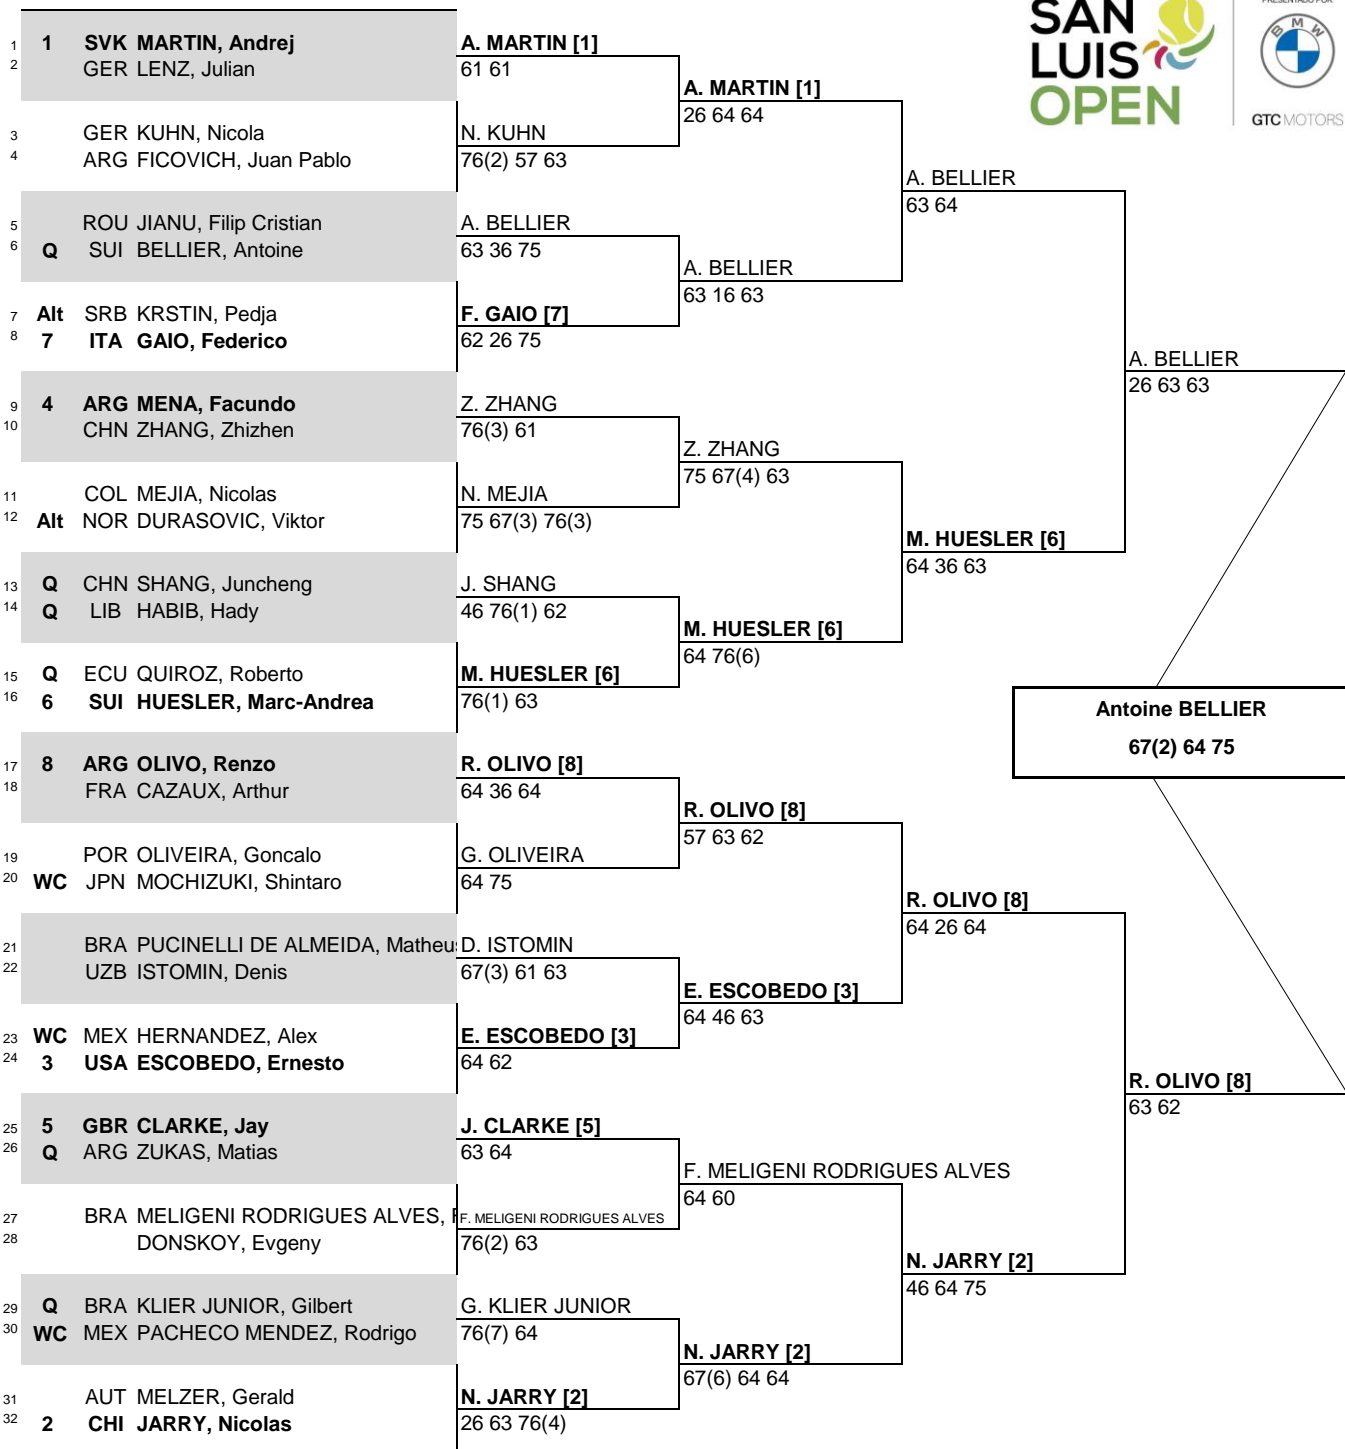 SAN
LUIS
OPEN
PRESENTADO POR
BMW
GTC MOTORS
1 1 SVK MARTIN, Andrej
2 GER LENZ, Julian
3 GER KUHN, Nicola
4 ARG FICOVICH, Juan Pablo
5 ROU JIANU, Filip Cristian
6 Q SUI BELLIER, Antoine
7 Alt SRB KRSTIN, Pedja
8 7 ITA GAIO, Federico
9 4 ARG MENA, Facundo
10 CHN ZHANG, Zhizhen
11 COL MEJIA, Nicolas
12 Alt NOR DURASOVIC, Viktor
13 Q CHN SHANG, Juncheng
14 Q LIB HABIB, Hady
15 Q ECU QUIROZ, Roberto
16 6 SUI HUESLER, Marc-Andrea
17 8 ARG OLIVO, Renzo
18 FRA CAZAUX, Arthur
19 POR OLIVEIRA, Goncalo
20 WC JPN MOCHIZUKI, Shintaro
21 BRA PUCINELLI DE ALMEIDA, Matheu
22 UZB ISTOMIN, Denis
23 WC MEX HERNANDEZ, Alex
24 3 USA ESCOBEDO, Ernesto
25 5 GBR CLARKE, Jay
26 Q ARG ZUKAS, Matias
27 BRA MELIGENI RODRIGUES ALVES,
28 DONSKOY, Evgeny
29 Q BRA KLIER JUNIOR, Gilbert
30 WC MEX PACHECO MENDEZ, Rodrigo
31 AUT MELZER, Gerald
32 2 CHI JARRY, Nicolas
A. MARTIN [1]
61 61
N. KUHN
76(2) 57 63
A. BELLIER
63 36 75
F. GAIO [7]
62 26 75
Z. ZHANG
76(3) 61
N. MEJIA
75 67(3) 76(3)
J. SHANG
46 76(1) 62
M. HUESLER [6]
76(1) 63
R. OLIVO [8]
64 36 64
G. OLIVEIRA
64 75
D. ISTOMIN
67(3) 61 63
E. ESCOBEDO [3]
64 62
J. CLARKE [5]
63 64
F. MELIGENI RODRIGUES ALVES
76(2) 63
G. KLIER JUNIOR
76(7) 64
N. JARRY [2]
26 63 76(4)
A. MARTIN [1]
26 64 64
A. BELLIER
63 16 63
Z. ZHANG
75 67(4) 63
M. HUESLER [6]
64 76(6)
R. OLIVO [8]
57 63 62
E. ESCOBEDO [3]
64 46 63
F. MELIGENI RODRIGUES ALVES
64 60
N. JARRY [2]
67(6) 64 64
A. BELLIER
63 64
M. HUESLER [6]
64 36 63
R. OLIVO [8]
64 26 64
N. JARRY [2]
46 64 75
A. BELLIER
26 63 63
R. OLIVO [8]
63 62
Antoine BELLIER
67(2) 64 75